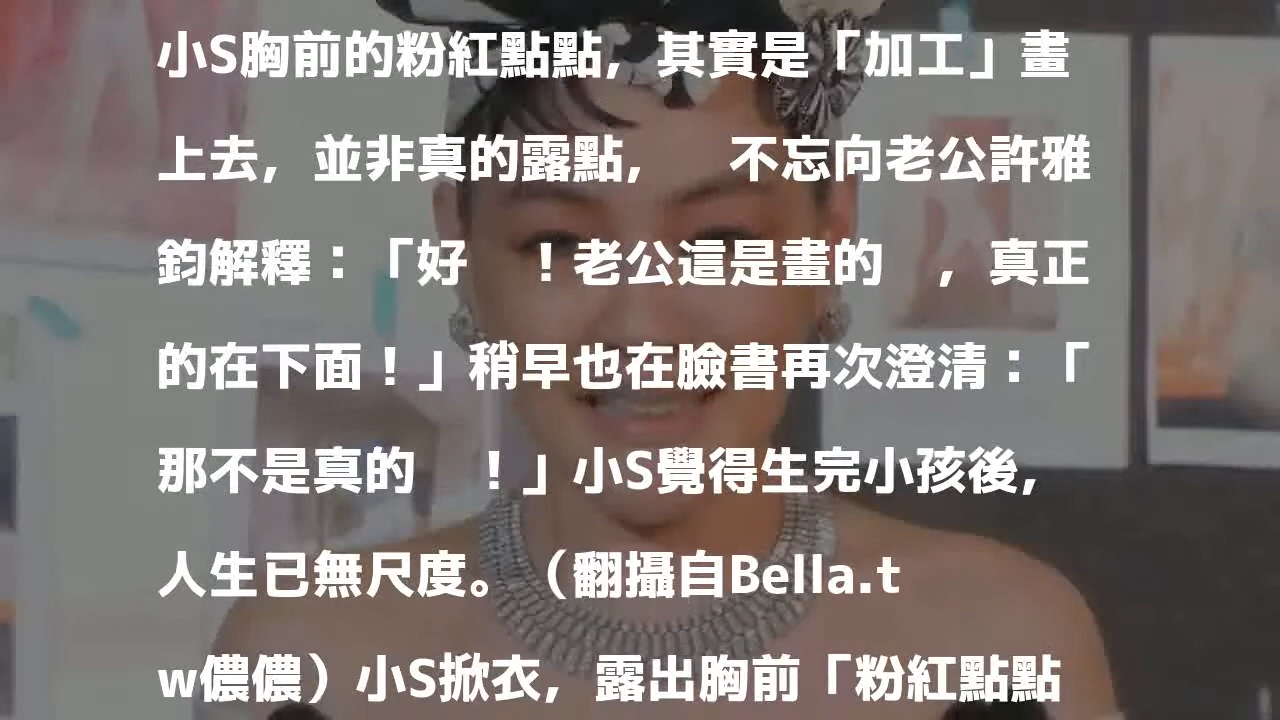 小S胸前的粉紅點點，其實是「加工」畫
上去，並非真的露點，　不忘向老公許雅
鈞解釋：「好　！老公這是畫的　，真正
的在下面！」稍早也在臉書再次澄清：「
那不是真的　！」小S覺得生完小孩後，
人生已無尺度。（翻攝自Bella.t
w儂儂）小S掀衣，露出胸前「粉紅點點